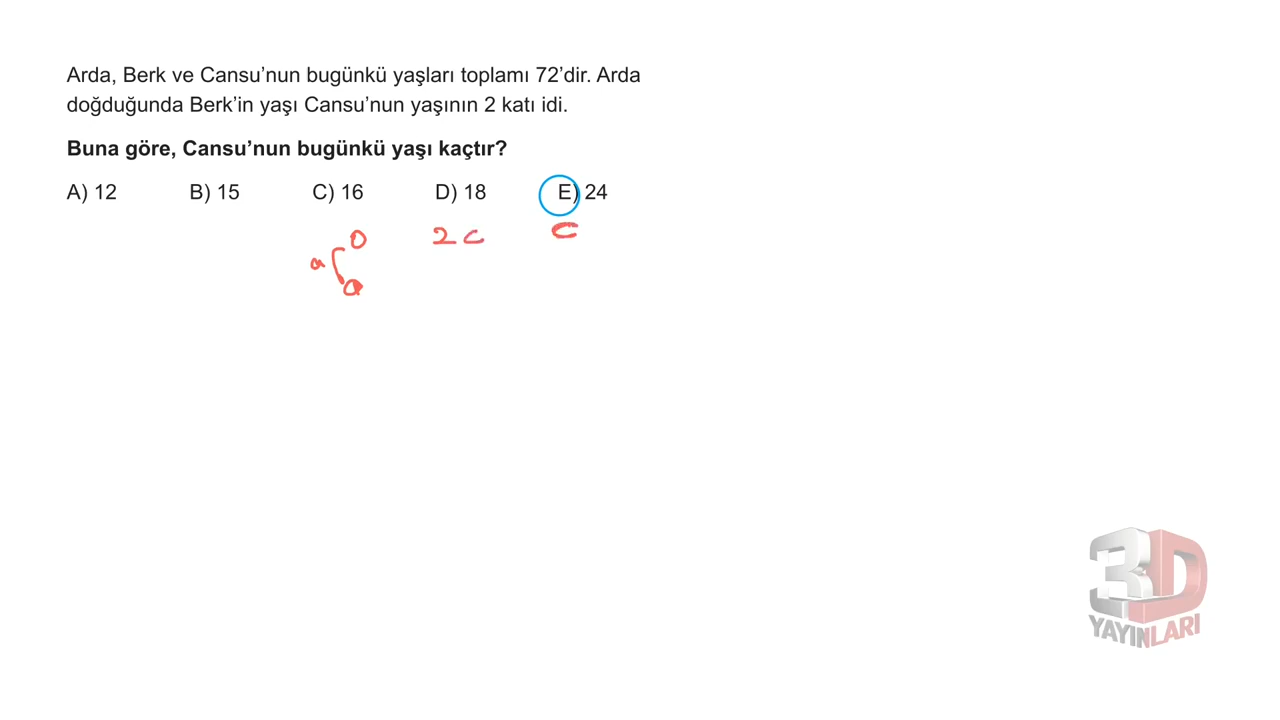 Arda, Berk ve Cansu’nun bugünkü yaşları toplamı 72’dir. Arda
doğduğunda Berk’in yaşı Cansu’nun yaşının 2 katı idi.
Buna göre, Cansu’nun bugünkü yaşı kaçtır?
A) 12 B) 15 C) 16 D) 18 E) 24
0 2c c
a
a
3D
YAYINLARI